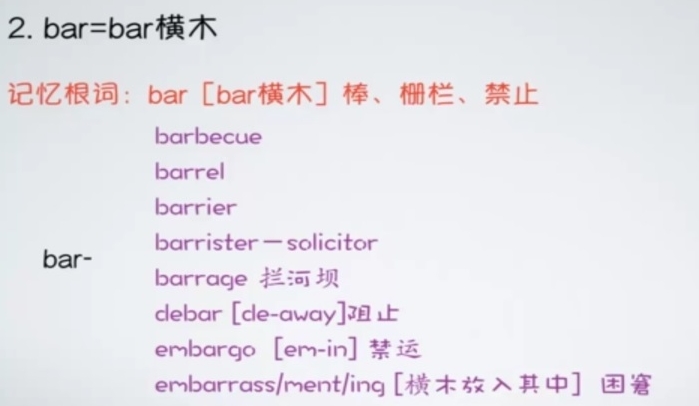 2. bar=bar横木
记忆根词：bar［bar横木］棒、栅栏、禁止
barbecue
barrel
barrier
barrister－solicitor
bar-
barrage 拦河坝
debar [de-away]阻止
embargo [em-in] 禁运
embarrass/ment/ing [横木放入其中] 困窘